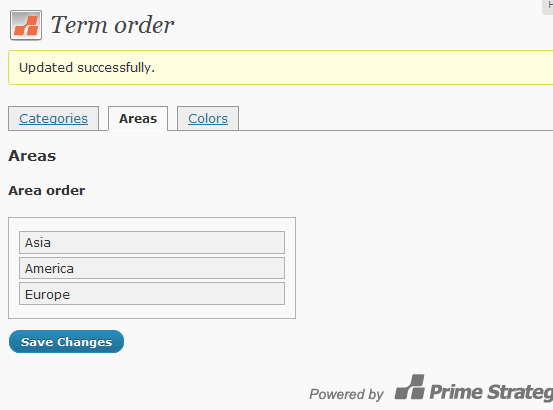 Term order
Updated successfully.
Categories
Areas
Colors
Areas
Area order
Asia
America
Europe
Save Changes
Powered by Prime Strateg